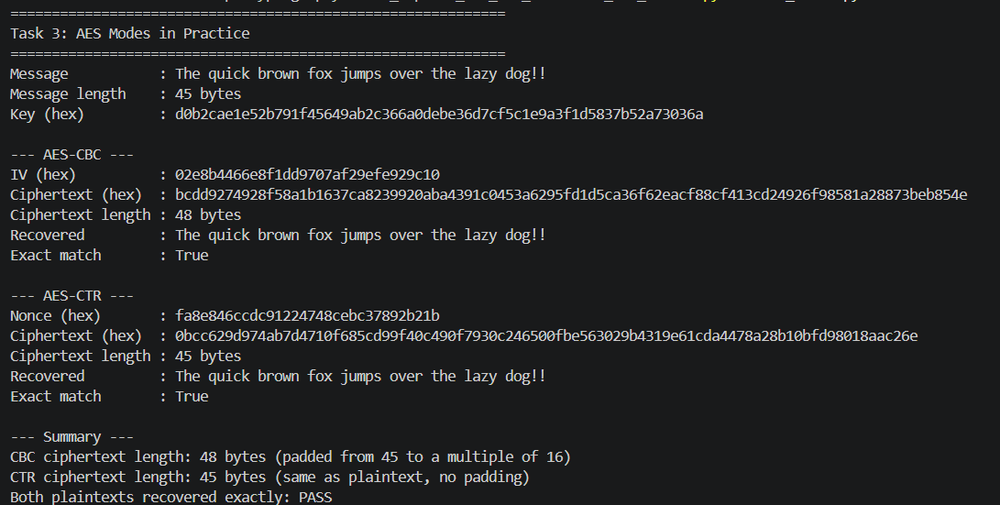 ============================================================
Task 3: AES Modes in Practice
============================================================
Message           : The quick brown fox jumps over the lazy dog!!
Message length    : 45 bytes
Key (hex)         : d0b2cae1e52b791f45649ab2c366a0debe36d7cf5c1e9a3f1d5837b52a73036a
--- AES-CBC ---
IV (hex)          : 02e8b4466e8f1dd9707af29efe929c10
Ciphertext (hex)  : bcdd9274928f58a1b1637ca8239920aba4391c0453a6295fd1d5ca36f62eacf88cf413cd24926f98581a28873beb854e
Ciphertext length : 48 bytes
Recovered         : The quick brown fox jumps over the lazy dog!!
Exact match       : True
--- AES-CTR ---
Nonce (hex)       : fa8e846ccdc91224748cebc37892b21b
Ciphertext (hex)  : 0bcc629d974ab7d4710f685cd99f40c490f7930c246500fbe563029b4319e61cda4478a28b10bfd98018aac26e
Ciphertext length : 45 bytes
Recovered         : The quick brown fox jumps over the lazy dog!!
Exact match       : True
--- Summary ---
CBC ciphertext length: 48 bytes (padded from 45 to a multiple of 16)
CTR ciphertext length: 45 bytes (same as plaintext, no padding)
Both plaintexts recovered exactly: PASS